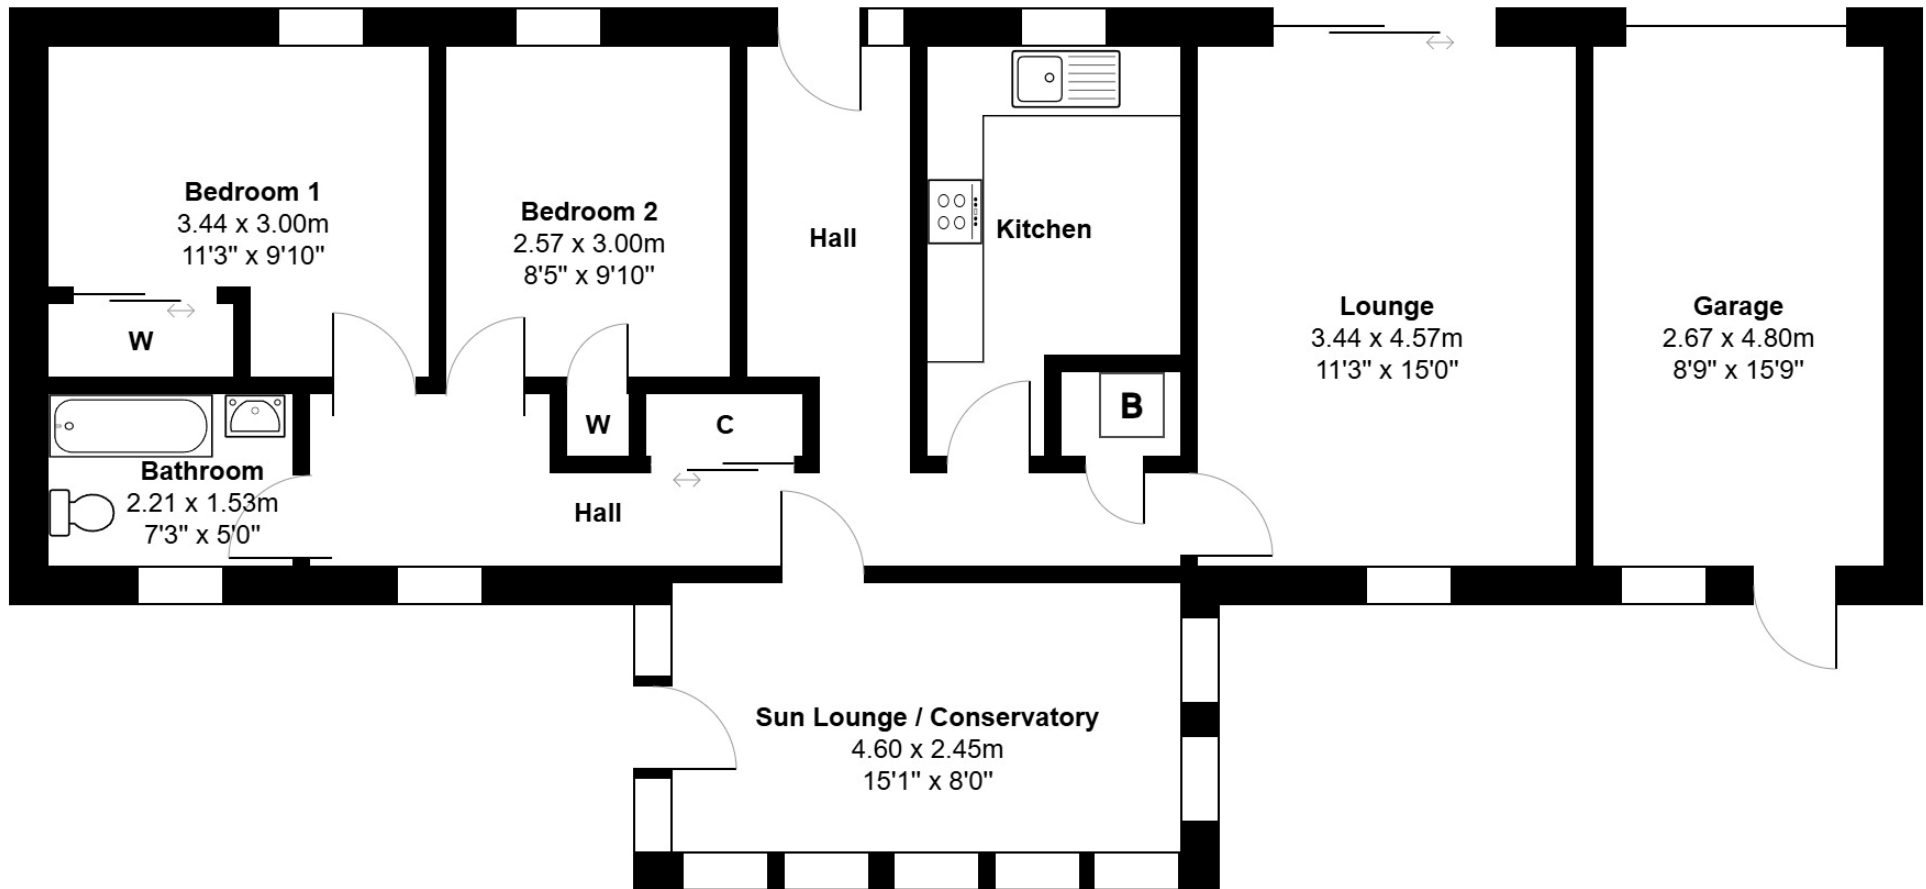 Bedroom 1
3.44 x 3.00m
11'3" x 9'10"
Bedroom 2
2.57 x 3.00m
8'5" x 9'10"
Hall
Kitchen
Lounge
3.44 x 4.57m
11'3" x 15'0"
Garage
2.67 x 4.80m
8'9" x 15'9"
W
W
C
B
Bathroom
2.21 x 1.53m
7'3" x 5'0"
Hall
Sun Lounge / Conservatory
4.60 x 2.45m
15'1" x 8'0"